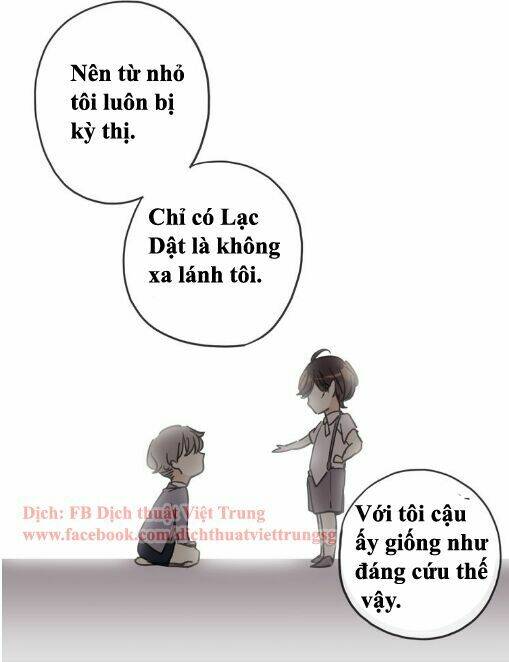 Nên từ nhỏ
tôi luôn bị
kỳ thị.
Chỉ có Lạc
Dật là không
xa lánh tôi.
Dịch: FB Dịch thuật Việt Trung
www.facebook.com/dichthuatviettrungsg
Với tôi cậu
ấy giống như
đáng cứu thế
vậy.